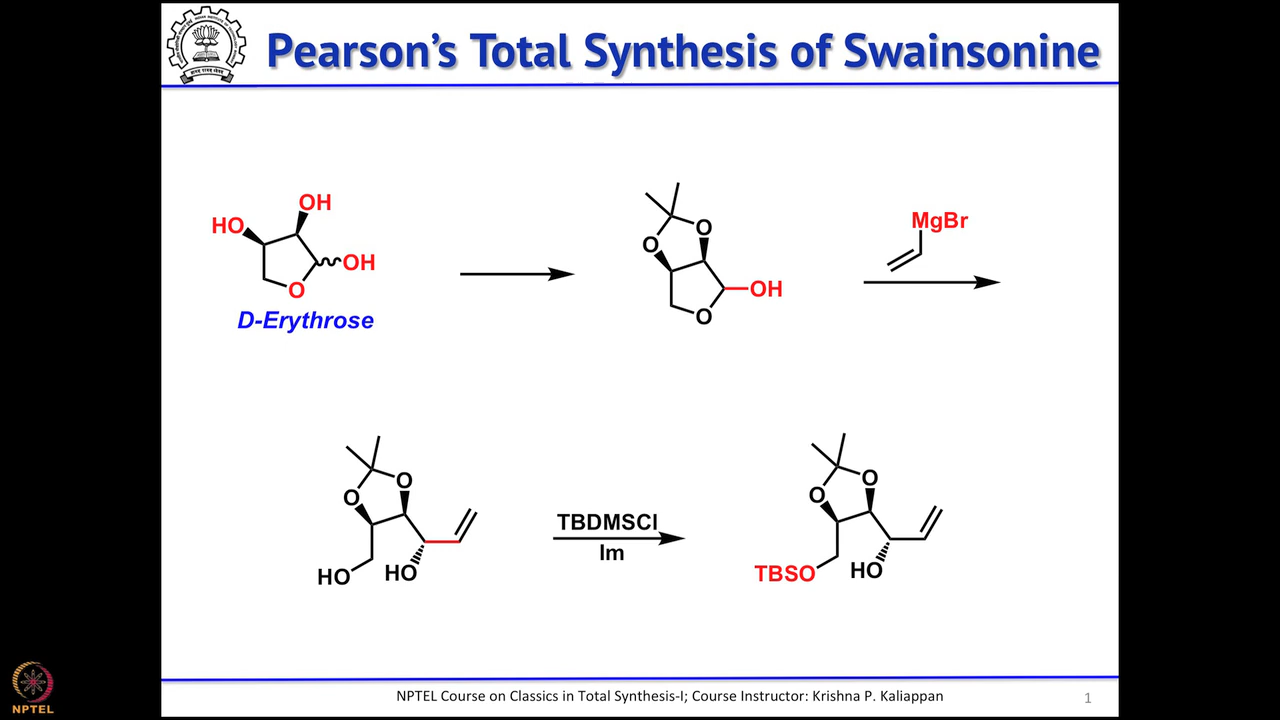 Pearson's Total Synthesis of Swainsonine
HO
OH
OH
O
D-Erythrose
O
O
OH
O
MgBr
O
O
HO
HO
TBDMSCl
Im
O
O
TBSO
HO
NPTEL Course on Classics in Total Synthesis-I; Course Instructor: Krishna P. Kaliappan
1
NPTEL